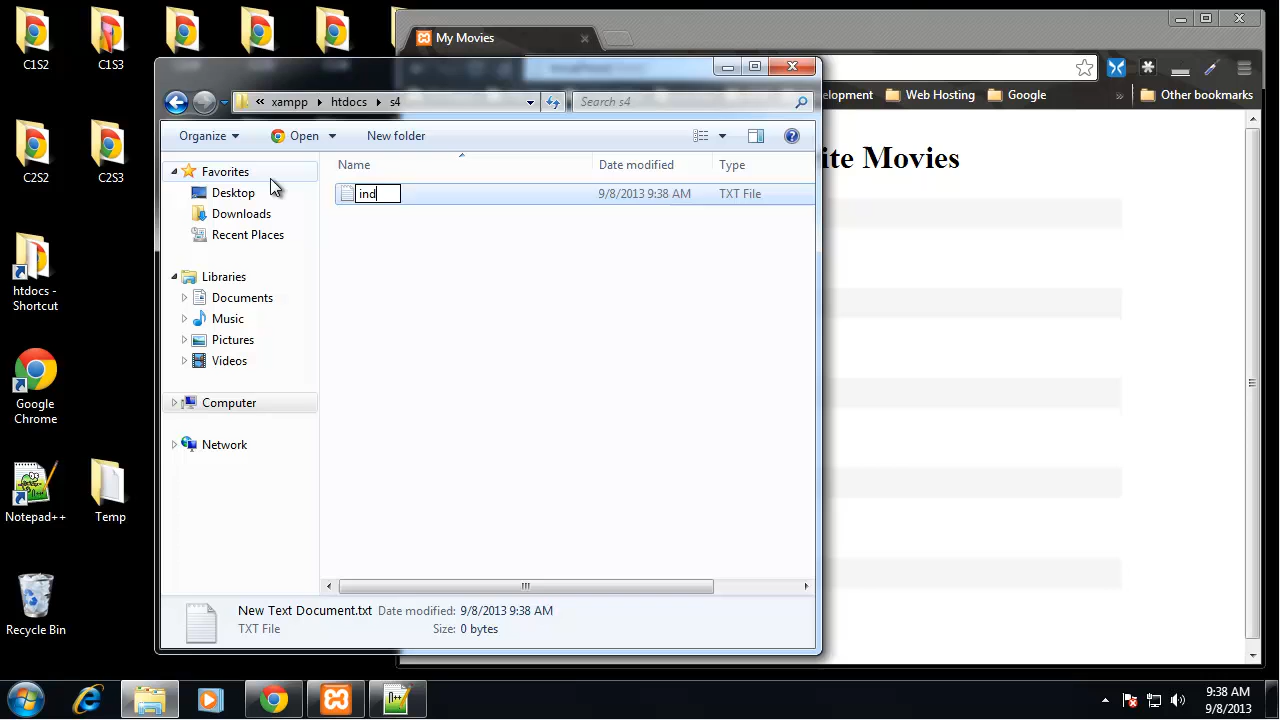 C1S2
C1S3
My Movies
« xampp htdocs s4
Search s4
elopment
Web Hosting
Google
»
Other bookmarks
Organize
Open
New folder
Name
Date modified
Type
ind
9/8/2013 9:38 AM
TXT File
ite Movies
Favorites
Desktop
Downloads
Recent Places
Libraries
Documents
Music
Pictures
Videos
Computer
Network
C2S2
C2S3
htdocs -
Shortcut
Google
Chrome
Notepad++
Temp
Recycle Bin
New Text Document.txt Date modified: 9/8/2013 9:38 AM
TXT File Size: 0 bytes
9:38 AM
9/8/2013